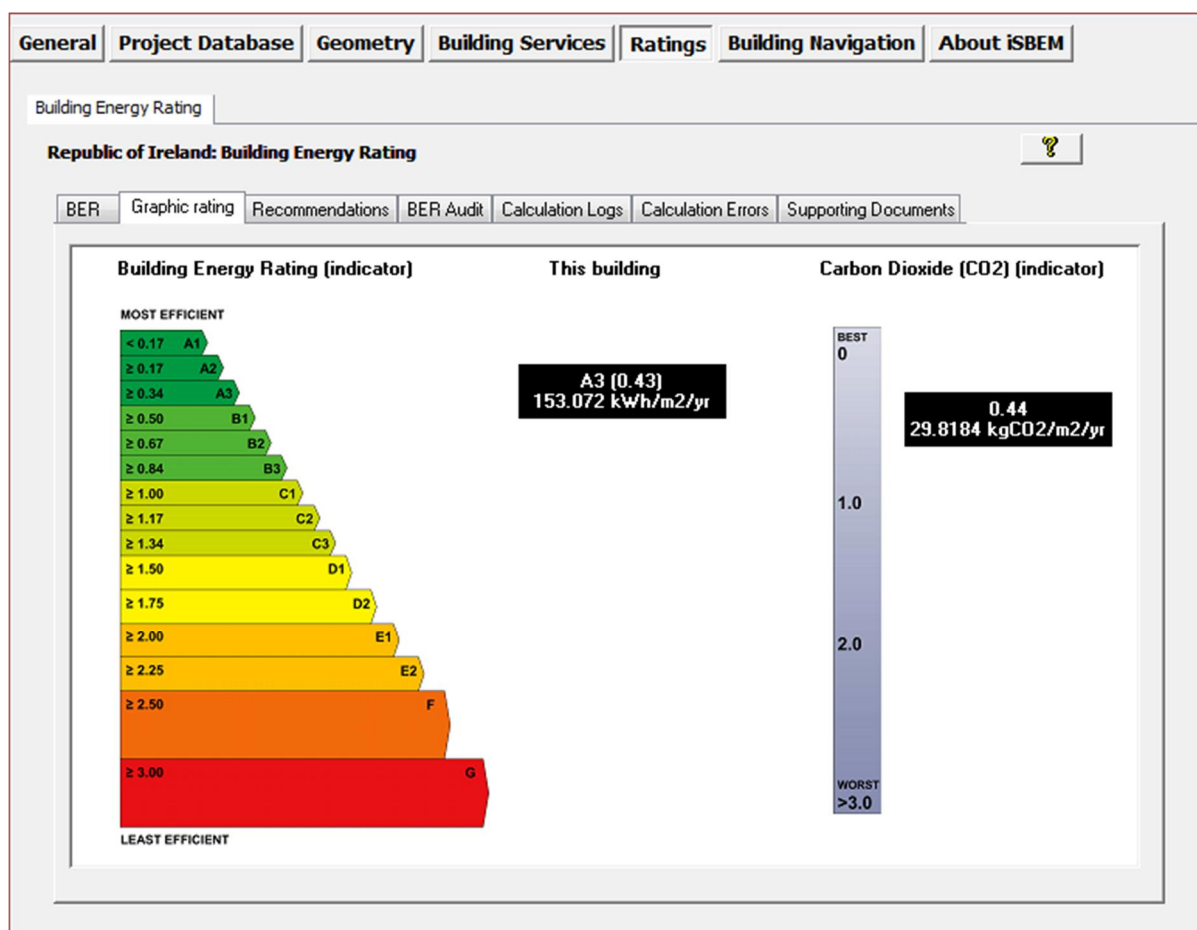 General Project Database Geometry Building Services Ratings Building Navigation About iSBEM
Building Energy Rating
Republic of Ireland: Building Energy Rating
?
BER Graphic rating Recommendations BER Audit Calculation Logs Calculation Errors Supporting Documents
Building Energy Rating (indicator) This building Carbon Dioxide (CO2) (indicator)
MOST EFFICIENT
< 0.17 A1
≥ 0.17 A2
≥ 0.34 A3
≥ 0.50 B1
≥ 0.67 B2
≥ 0.84 B3
≥ 1.00 C1
≥ 1.17 C2
≥ 1.34 C3
≥ 1.50 D1
≥ 1.75 D2
≥ 2.00 E1
≥ 2.25 E2
≥ 2.50 F
≥ 3.00 G
LEAST EFFICIENT
A3 (0.43)
153.072 kWh/m2/yr
BEST
0
1.0
2.0
WORST
>3.0
0.44
29.8184 kgCO2/m2/yr